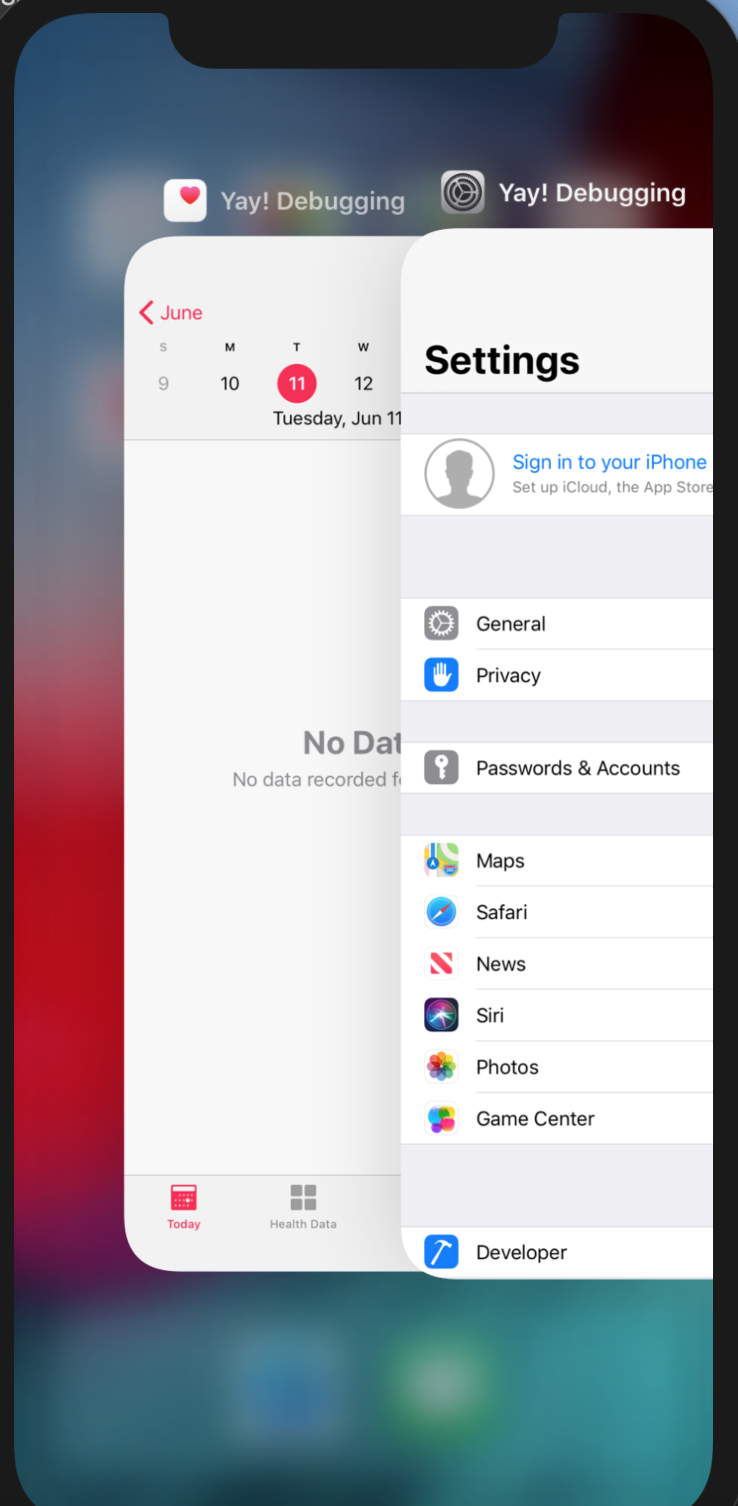 Yay! Debugging
Yay! Debugging
June
S M T W
9 10 11 12
Tuesday, Jun 11
No Dat
No data recorded f
Today
Health Data
Settings
Sign in to your iPhone
Set up iCloud, the App Store
General
Privacy
Passwords & Accounts
Maps
Safari
News
Siri
Photos
Game Center
Developer